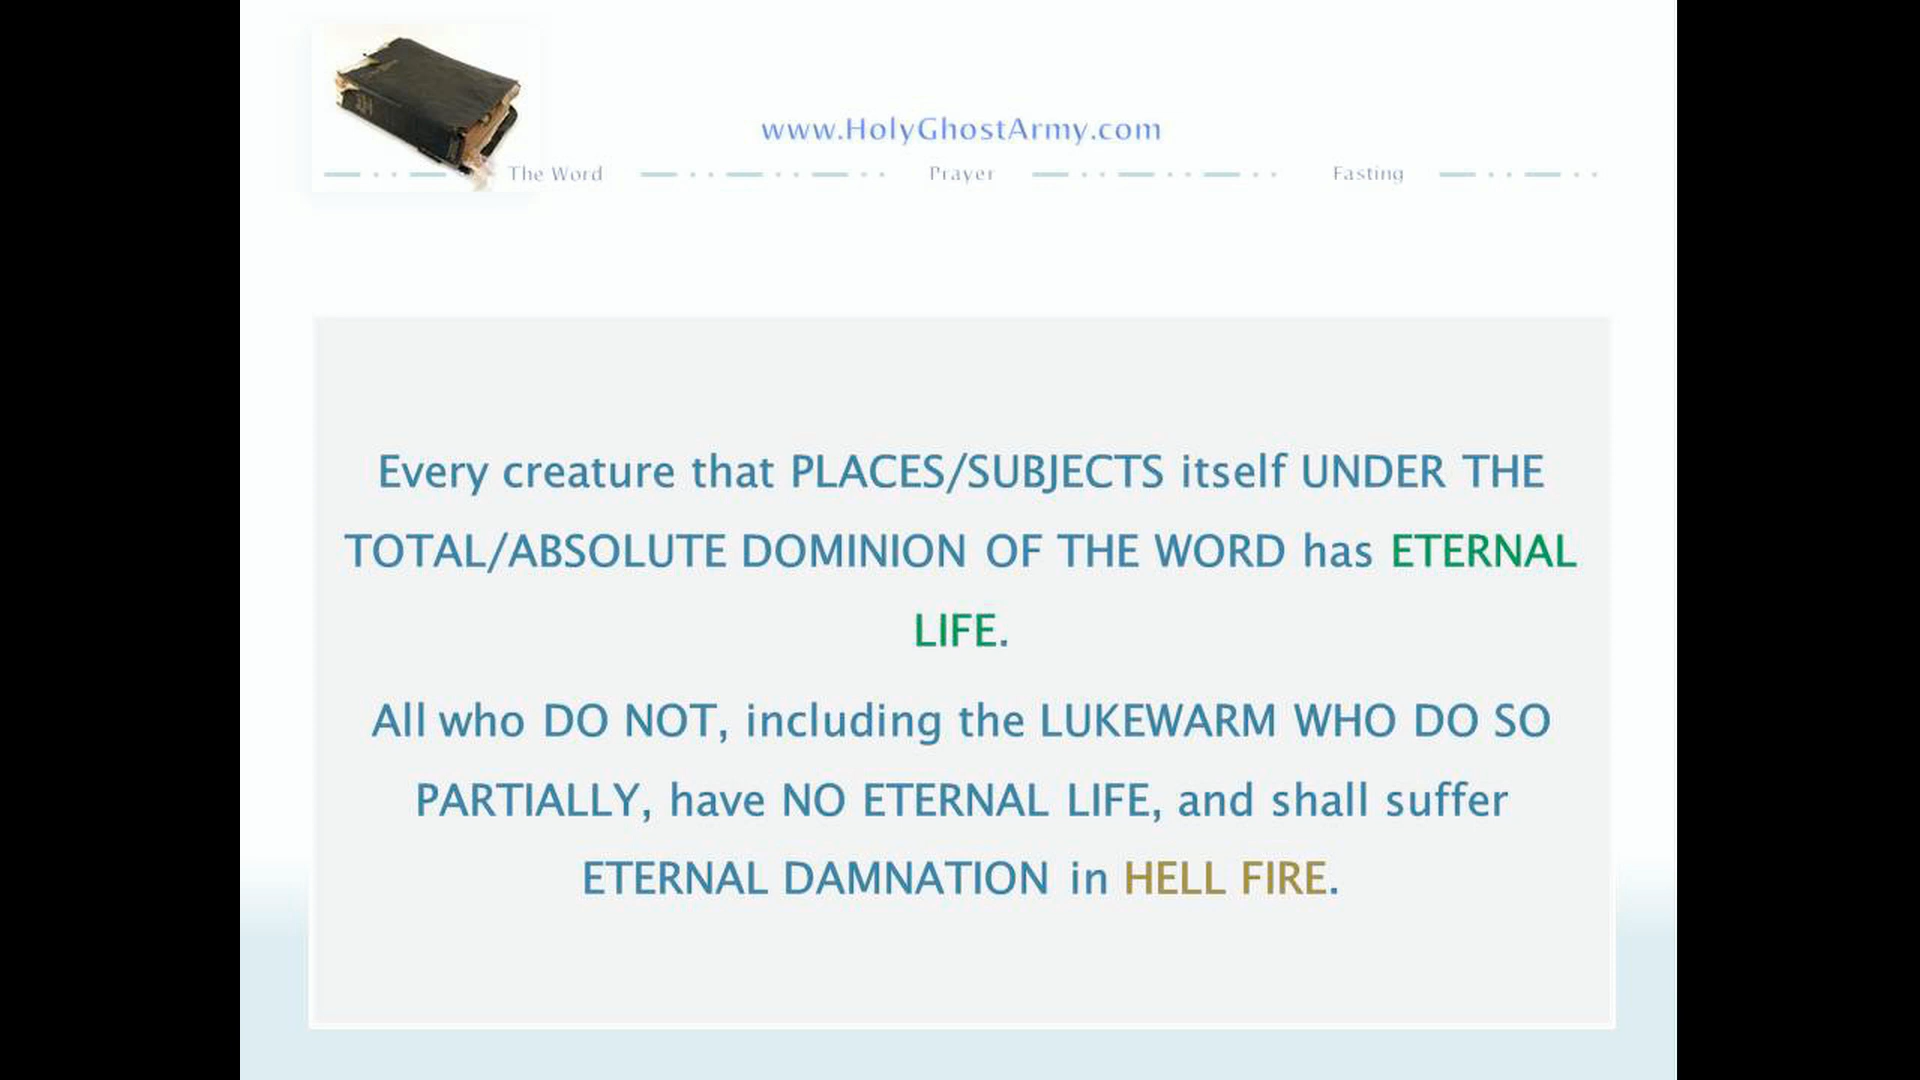 www.HolyGhostArmy.com
The Word Prayer Fasting
Every creature that PLACES/SUBJECTS itself UNDER THE
TOTAL/ABSOLUTE DOMINION OF THE WORD has ETERNAL
LIFE.
All who DO NOT, including the LUKEWARM WHO DO SO
PARTIALLY, have NO ETERNAL LIFE, and shall suffer
ETERNAL DAMNATION in HELL FIRE.